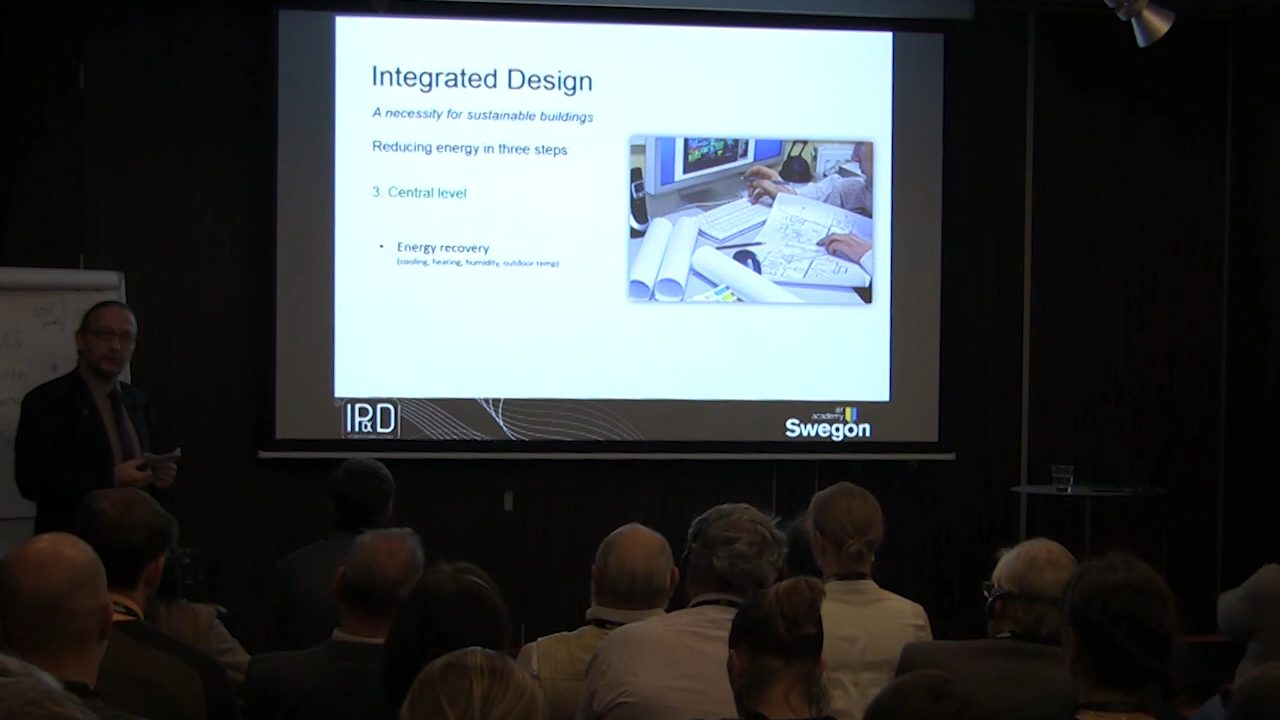 Integrated Design
A necessity for sustainable buildings
Reducing energy in three steps
3. Central level
• Energy recovery
(cooling, heating, humidity, outdoor temp)
IP&D
air
academy
Swegon